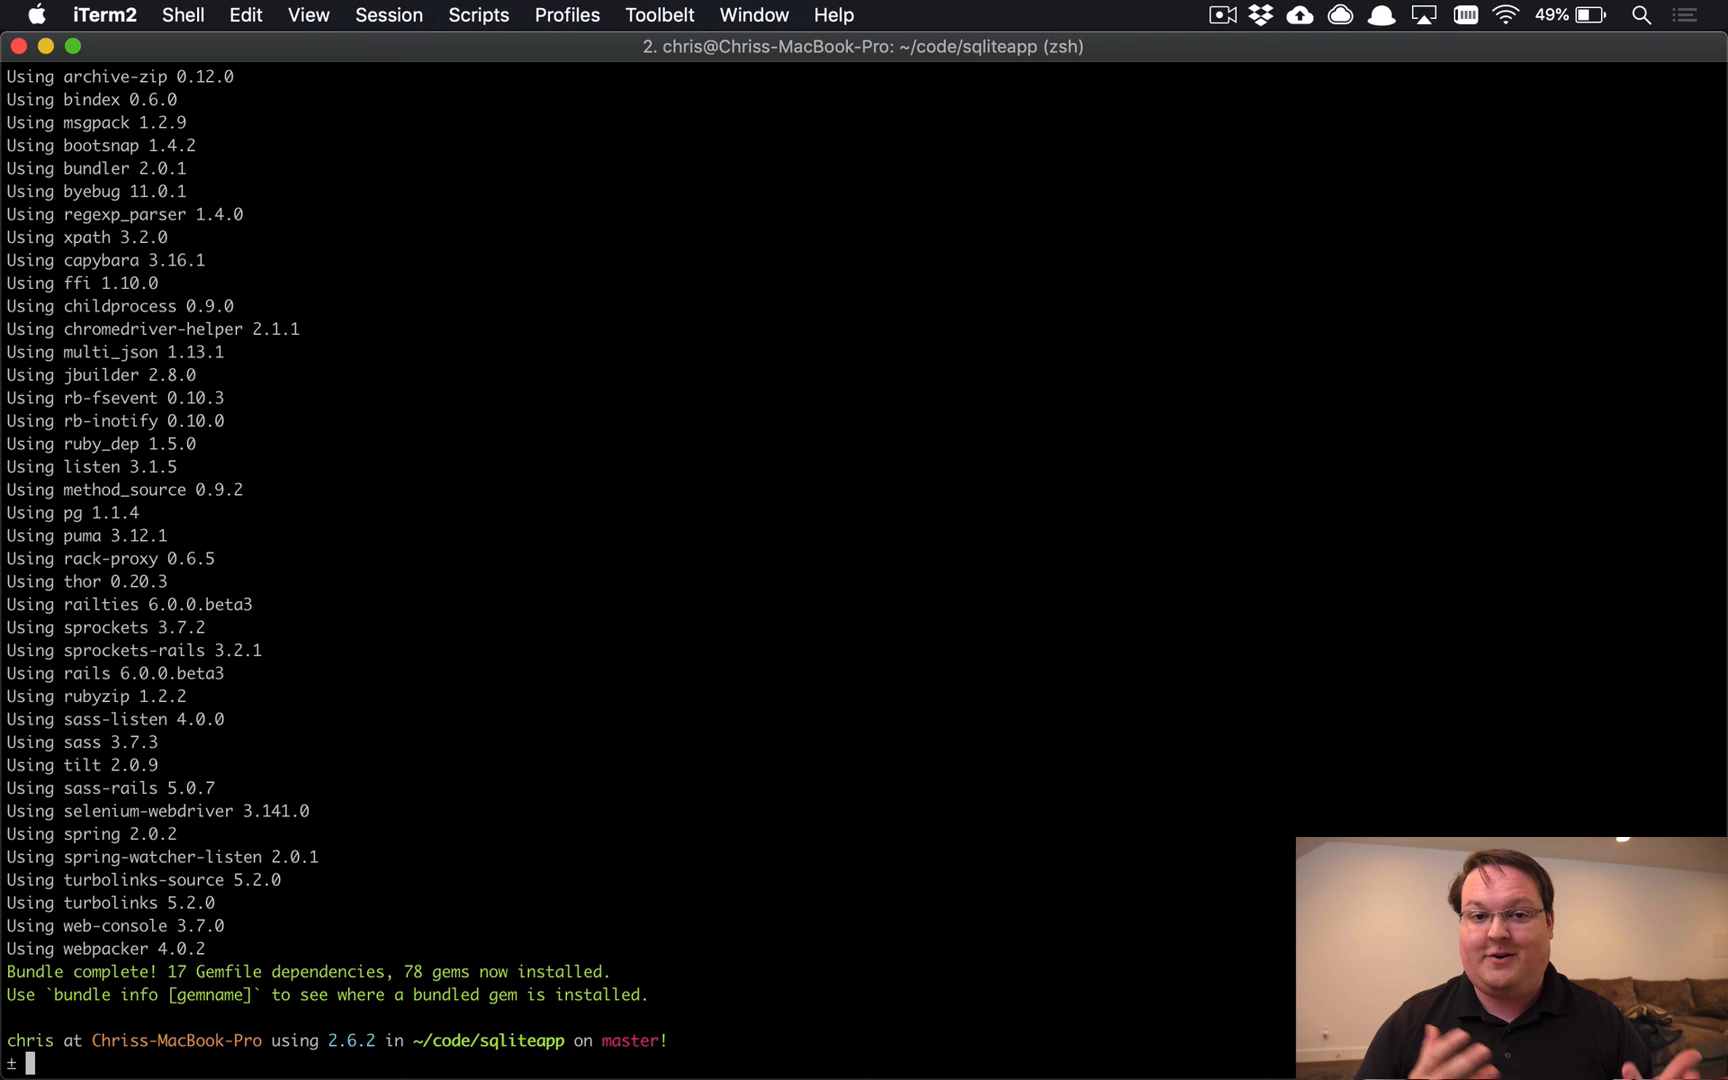 iTerm2 Shell Edit View Session Scripts Profiles Toolbelt Window Help 49%
2. chris@Chriss-MacBook-Pro: ~/code/sqliteapp (zsh)
Using archive-zip 0.12.0
Using bindex 0.6.0
Using msgpack 1.2.9
Using bootsnap 1.4.2
Using bundler 2.0.1
Using byebug 11.0.1
Using regexp_parser 1.4.0
Using xpath 3.2.0
Using capybara 3.16.1
Using ffi 1.10.0
Using childprocess 0.9.0
Using chromedriver-helper 2.1.1
Using multi_json 1.13.1
Using jbuilder 2.8.0
Using rb-fsevent 0.10.3
Using rb-inotify 0.10.0
Using ruby_dep 1.5.0
Using listen 3.1.5
Using method_source 0.9.2
Using pg 1.1.4
Using puma 3.12.1
Using rack-proxy 0.6.5
Using thor 0.20.3
Using railties 6.0.0.beta3
Using sprockets 3.7.2
Using sprockets-rails 3.2.1
Using rails 6.0.0.beta3
Using rubyzip 1.2.2
Using sass-listen 4.0.0
Using sass 3.7.3
Using tilt 2.0.9
Using sass-rails 5.0.7
Using selenium-webdriver 3.141.0
Using spring 2.0.2
Using spring-watcher-listen 2.0.1
Using turbolinks-source 5.2.0
Using turbolinks 5.2.0
Using web-console 3.7.0
Using webpacker 4.0.2
Bundle complete! 17 Gemfile dependencies, 78 gems now installed.
Use `bundle info [gemname]` to see where a bundled gem is installed.
chris at Chriss-MacBook-Pro using 2.6.2 in ~/code/sqliteapp on master!
±